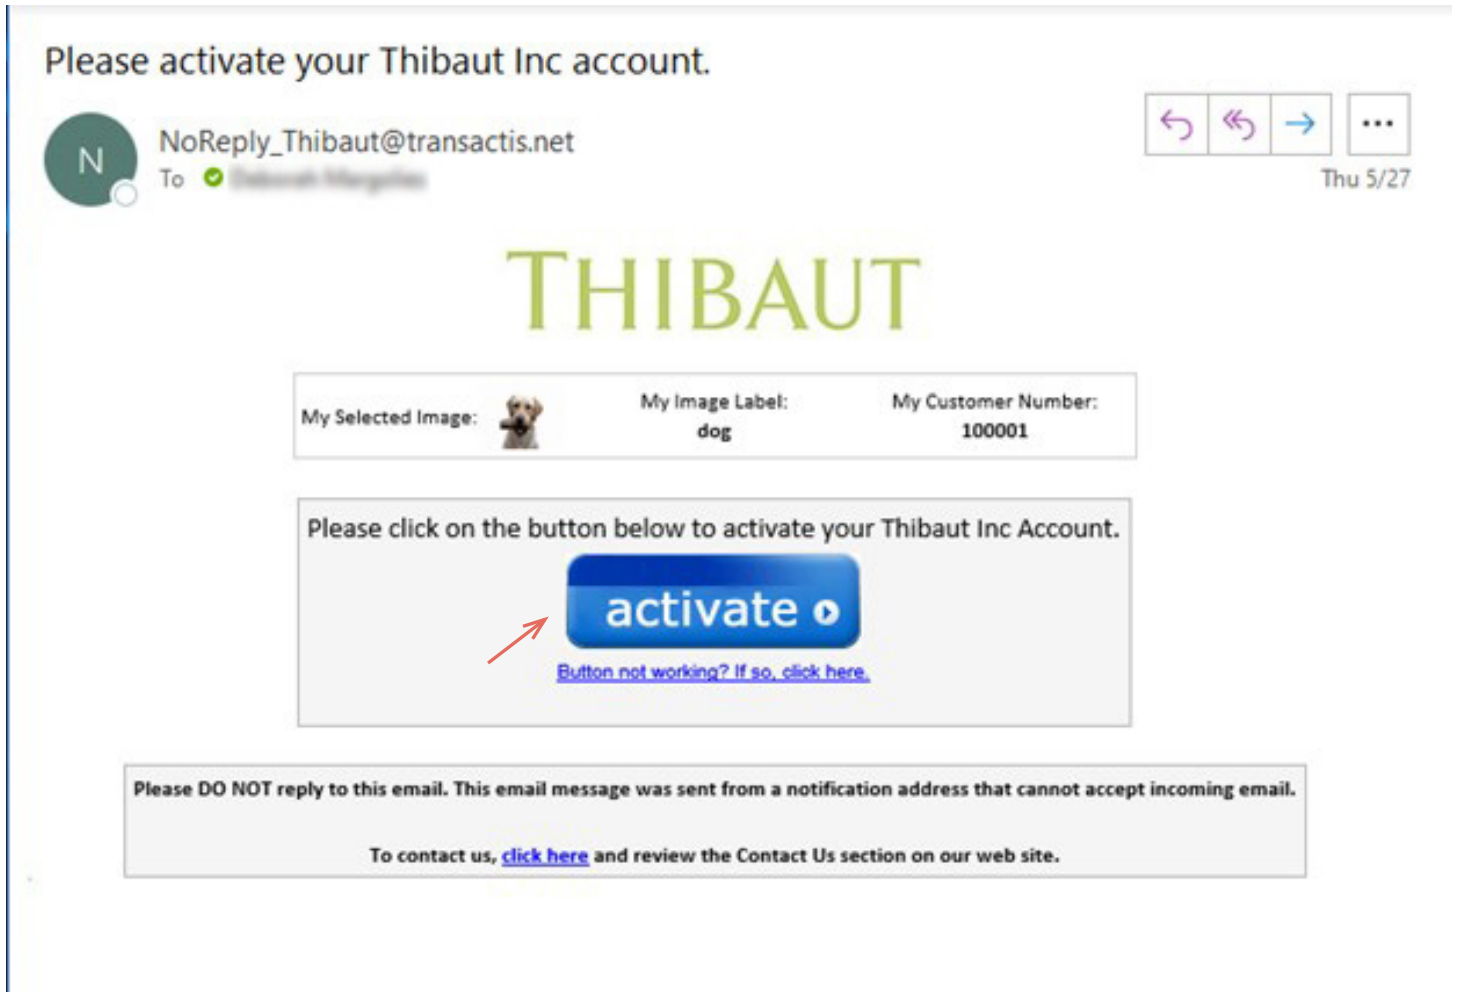 Please activate your Thibaut Inc account.
N
NoReply_Thibaut@transactis.net
To
Thu 5/27
THIBAUT
My Selected Image:
My Image Label:
dog
My Customer Number:
100001
Please click on the button below to activate your Thibaut Inc Account.
activate
Button not working? If so, click here.
Please DO NOT reply to this email. This email message was sent from a notification address that cannot accept incoming email.
To contact us, click here and review the Contact Us section on our web site.